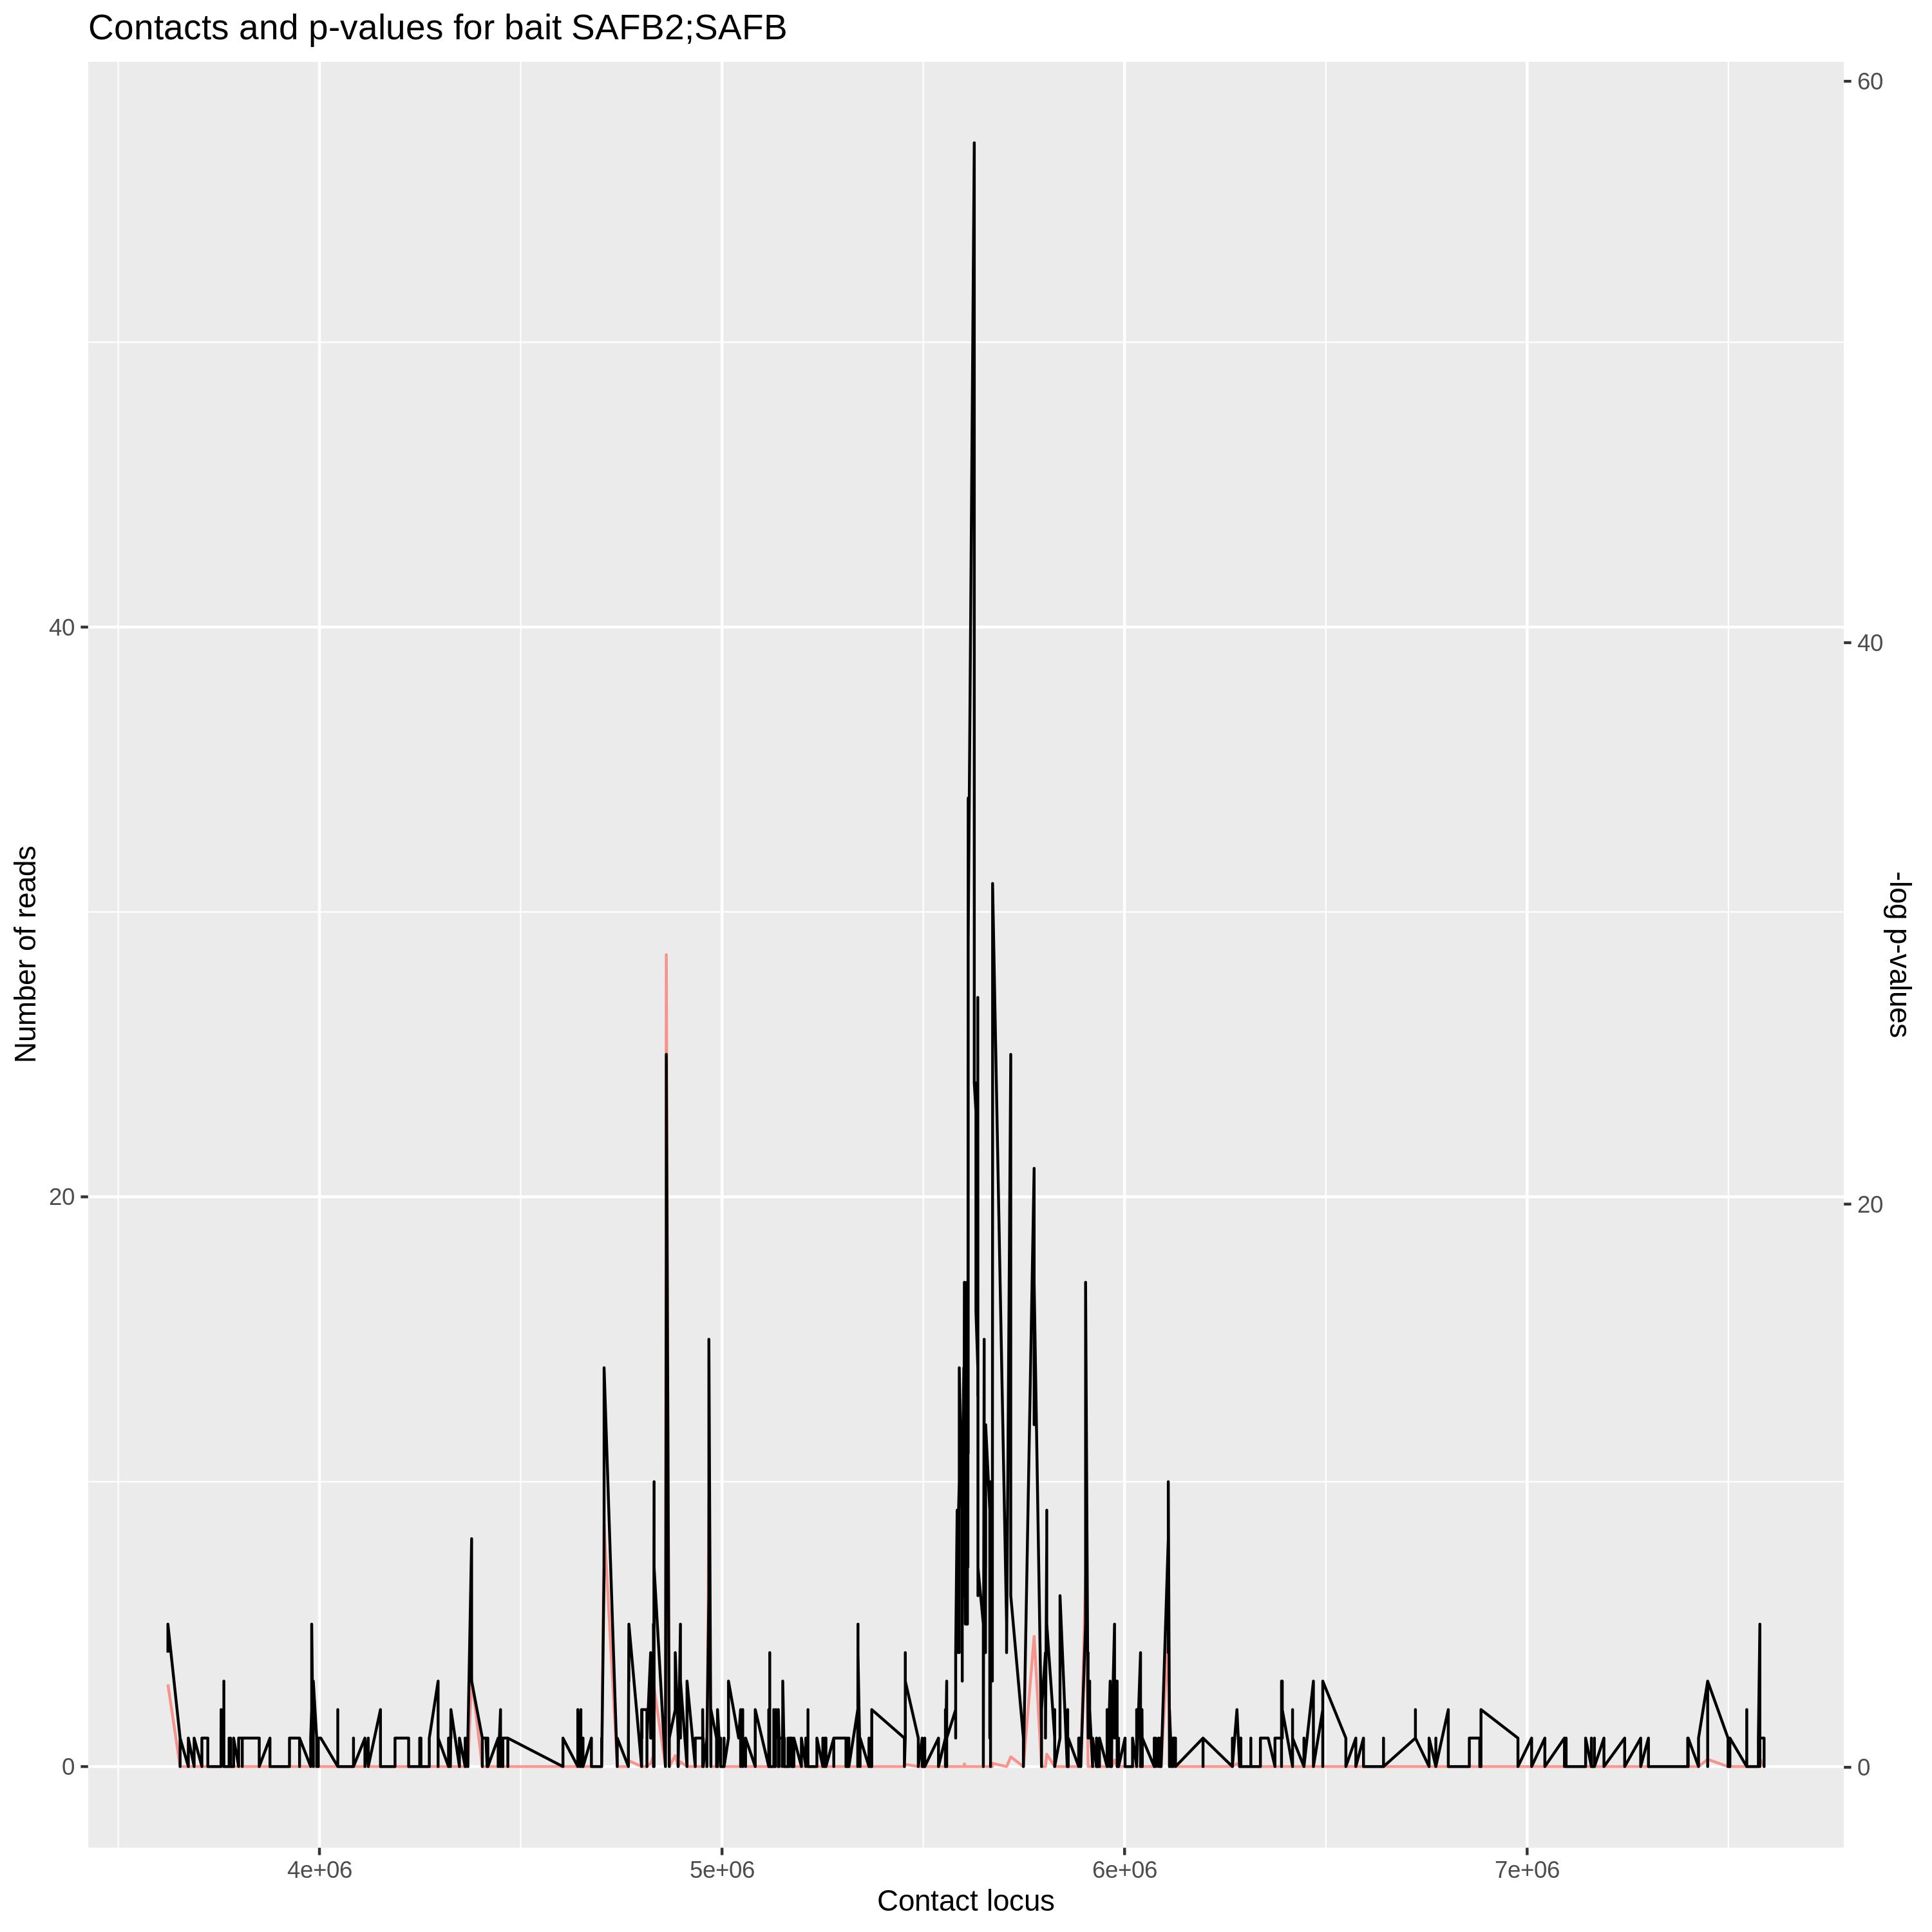 Contacts and p-values for bait SAFB2;SAFB
60
40
40
20
20
0
0
Number of reads
-log p-values
4e+06
5e+06
6e+06
7e+06
Contact locus